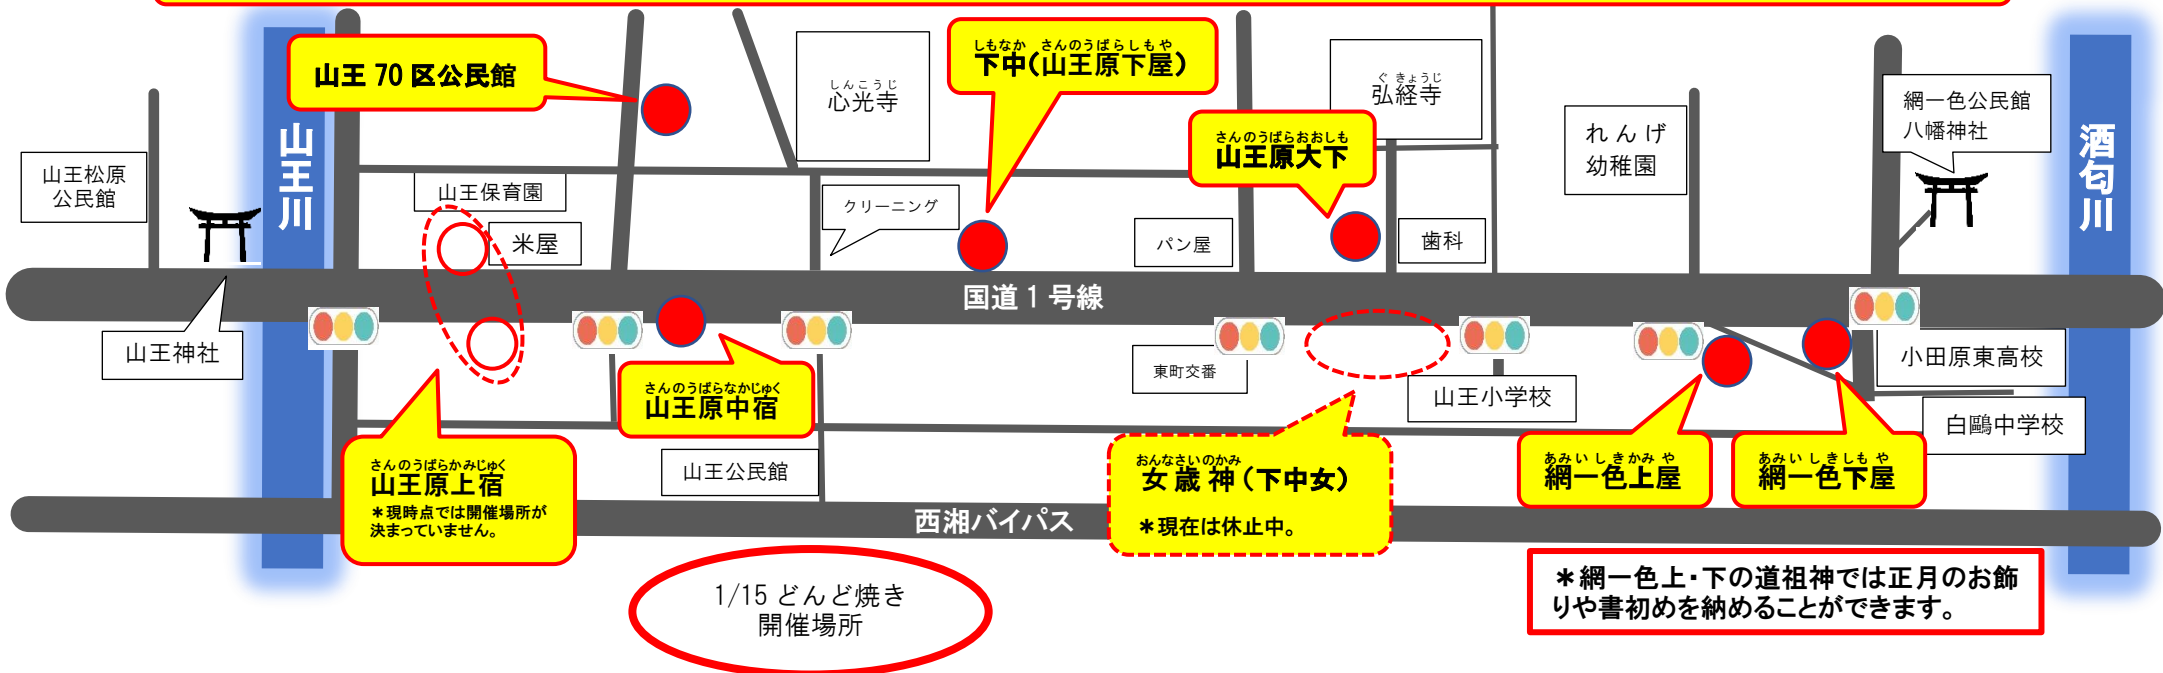 しもなか さんのうばらしもや
下中(山王原下屋)
山王 70 区公民館
しんこうじ
心光寺
ぐきょうじ
弘経寺
網一色公民館
八幡神社
れんげ
幼稚園
さんのうばらおおしも
山王原大下
山王川
酒匂川
山王松原
公民館
山王保育園
クリーニング
米屋
パン屋
歯科
国道1号線
山王神社
東町交番
山王小学校
小田原東高校
白鷗中学校
さんのうばらなかじゅく
山王原中宿
さんのうばらかみじゅく
山王原上宿
*現時点では開催場所が
決まっていません。
山王公民館
おんなさいのかみ
女歳神(下中女)
*現在は休止中。
あみいしきかみや
網一色上屋
あみいしきしもや
網一色下屋
西湘バイパス
1/15 どんど焼き
開催場所
*網一色上・下の道祖神では正月のお飾
りや書初めを納めることができます。